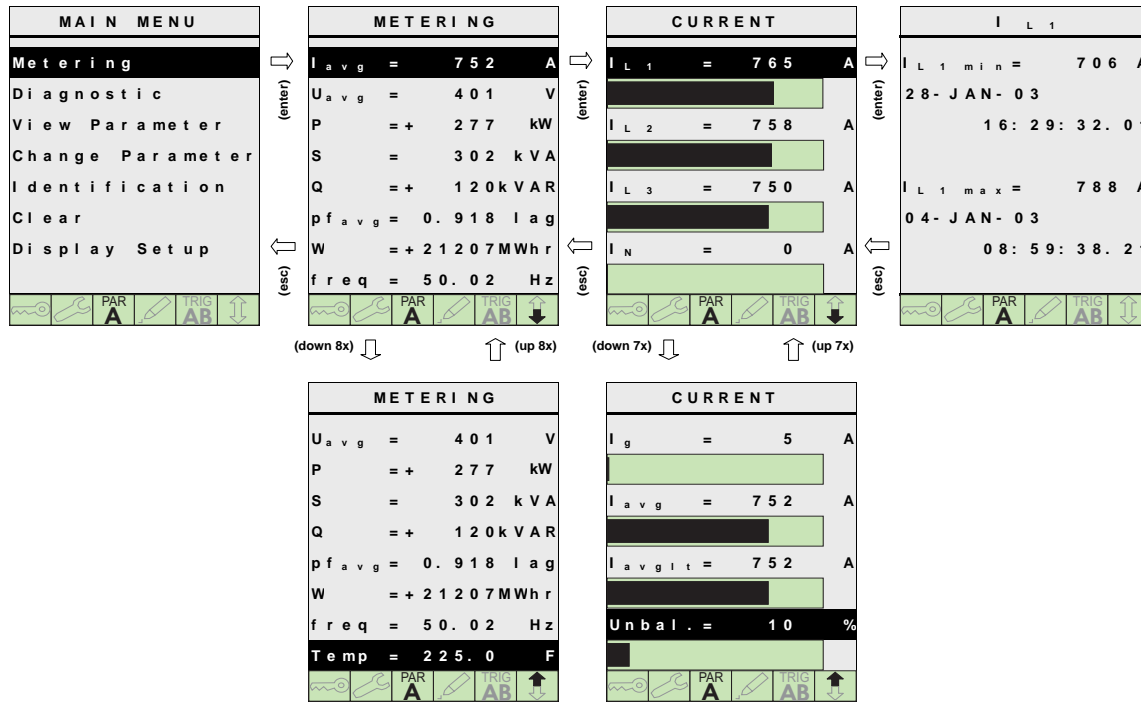 MAIN MENU
Metering
Diagnostic
View Parameter
Change Parameter
Identification
Clear
Display Setup
PAR
A
TRIG
AB
(enter)
(esc)
METERING
Iavg = 752 A
Uavg = 401 V
P =+ 277 kW
S = 302 kVA
Q =+ 120kVAR
pfavg = 0.918 lag
W =+21207MWhr
freq = 50.02 Hz
PAR
A
TRIG
AB
(enter)
(esc)
CURRENT
IL1 = 765 A
IL2 = 758 A
IL3 = 750 A
IN = 0 A
PAR
A
TRIG
AB
(enter)
(esc)
IL1
IL1 min= 706 A
28-JAN-03
16:29:32.01
IL1 max= 788 A
04-JAN-03
08:59:38.21
PAR
A
TRIG
AB
(down 8x)
(up 8x)
(down 7x)
(up 7x)
METERING
Uavg = 401 V
P =+ 277 kW
S = 302 kVA
Q =+ 120kVAR
pfavg = 0.918 lag
W =+21207MWhr
freq = 50.02 Hz
Temp = 225.0 F
PAR
A
TRIG
AB
CURRENT
Ig = 5 A
Iavg = 752 A
Iavglt = 752 A
Unbal.= 10 %
PAR
A
TRIG
AB